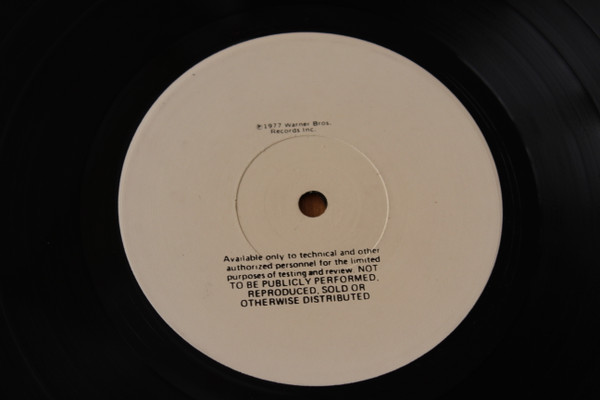 ℗1977 Warner Bros.
Records Inc.
Available only to technical and other
authorized personnel for the limited
purposes of testing and review. NOT
TO BE PUBLICLY PERFORMED,
REPRODUCED, SOLD OR
OTHERWISE DISTRIBUTED